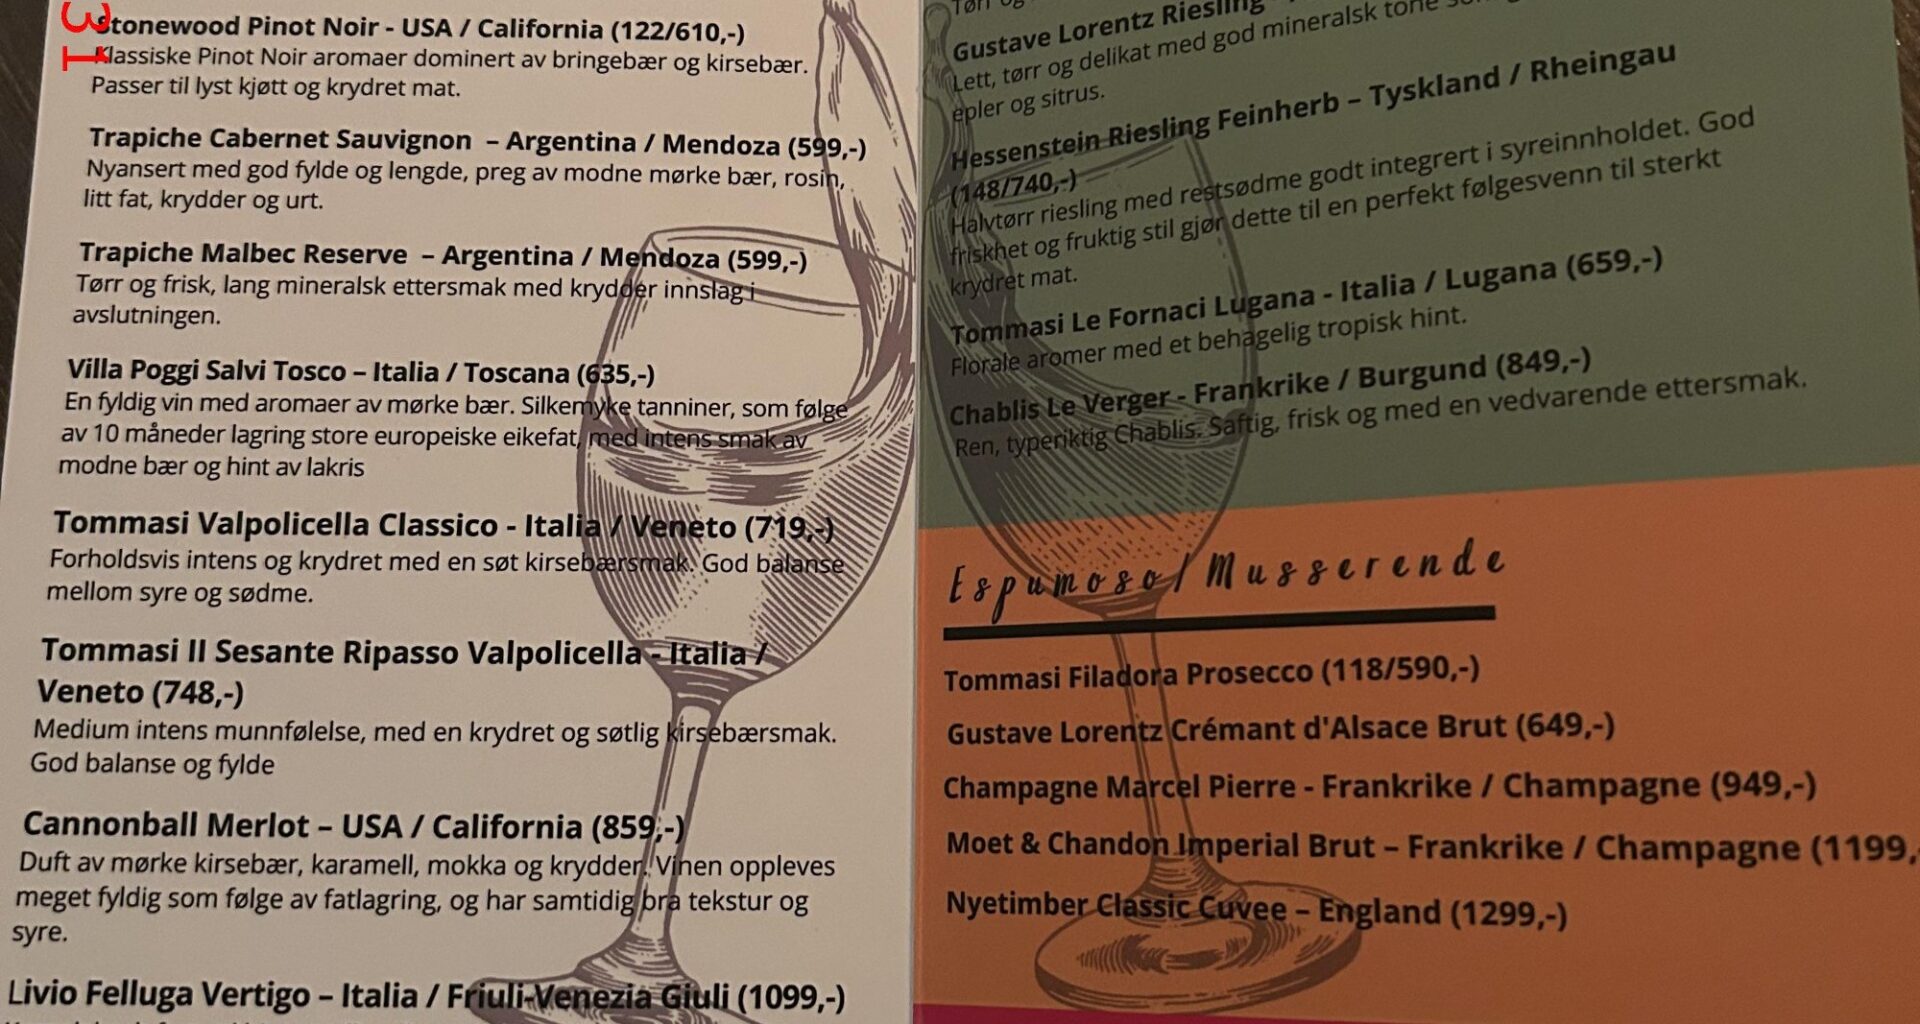 31
Stonewood Pinot Noir - USA / California (122/610,-)
Klassiske Pinot Noir aromaer dominert av bringebær og kirsebær.
Passer til lyst kjøtt og krydret mat.
Trapiche Cabernet Sauvignon – Argentina / Mendoza (599,-)
Nyansert med god fylde og lengde, preg av modne mørke bær, rosin,
litt fat, krydder og urt.
Trapiche Malbec Reserve – Argentina / Mendoza (599,-)
Tørr og frisk, lang mineralsk ettersmak med krydder innslag i
avslutningen.
Villa Poggi Salvi Tosco – Italia / Toscana (635,-)
En fyldig vin med aromaer av mørke bær. Silkemyke tanniner, som følge
av 10 måneder lagring store europeiske eikefat, med intens smak av
modne bær og hint av lakris
Tommasi Valpolicella Classico - Italia / Veneto (719,-)
Forholdsvis intens og krydret med en søt kirsebærsmak. God balanse
mellom syre og sødme.
Tommasi Il Sesante Ripasso Valpolicella - Italia /
Veneto (748,-)
Medium intens munnfølelse, med en krydret og søtlig kirsebærsmak.
God balanse og fylde
Cannonball Merlot – USA / California (859,-)
Duft av mørke kirsebær, karamell, mokka og krydder. Vinen oppleves
meget fyldig som følge av fatlagring, og har samtidig bra tekstur og
syre.
Livio Felluga Vertigo – Italia / Friuli-Venezia Giuli (1099,-)
Tørr og
Gustave Lorentz Riesling
Lett, tørr og delikat med god mineralsk tone
epler og sitrus.
Hessenstein Riesling Feinherb – Tyskland / Rheingau
(148/740,-)
Halvtørr riesling med restsødme godt integrert i syreinnholdet. God
friskhet og fruktig stil gjør dette til en perfekt følgesvenn til sterkt
krydret mat.
Tommasi Le Fornaci Lugana - Italia / Lugana (659,-)
Florale aromer med et behagelig tropisk hint.
Chablis Le Verger - Frankrike / Burgund (849,-)
Ren, typeriktig Chablis. Saftig, frisk og med en vedvarende ettersmak.
Espumoso / Musserende
Tommasi Filadora Prosecco (118/590,-)
Gustave Lorentz Crémant d'Alsace Brut (649,-)
Champagne Marcel Pierre - Frankrike / Champagne (949,-)
Moet & Chandon Imperial Brut – Frankrike / Champagne (1199,-
Nyetimber Classic Cuvee – England (1299,-)